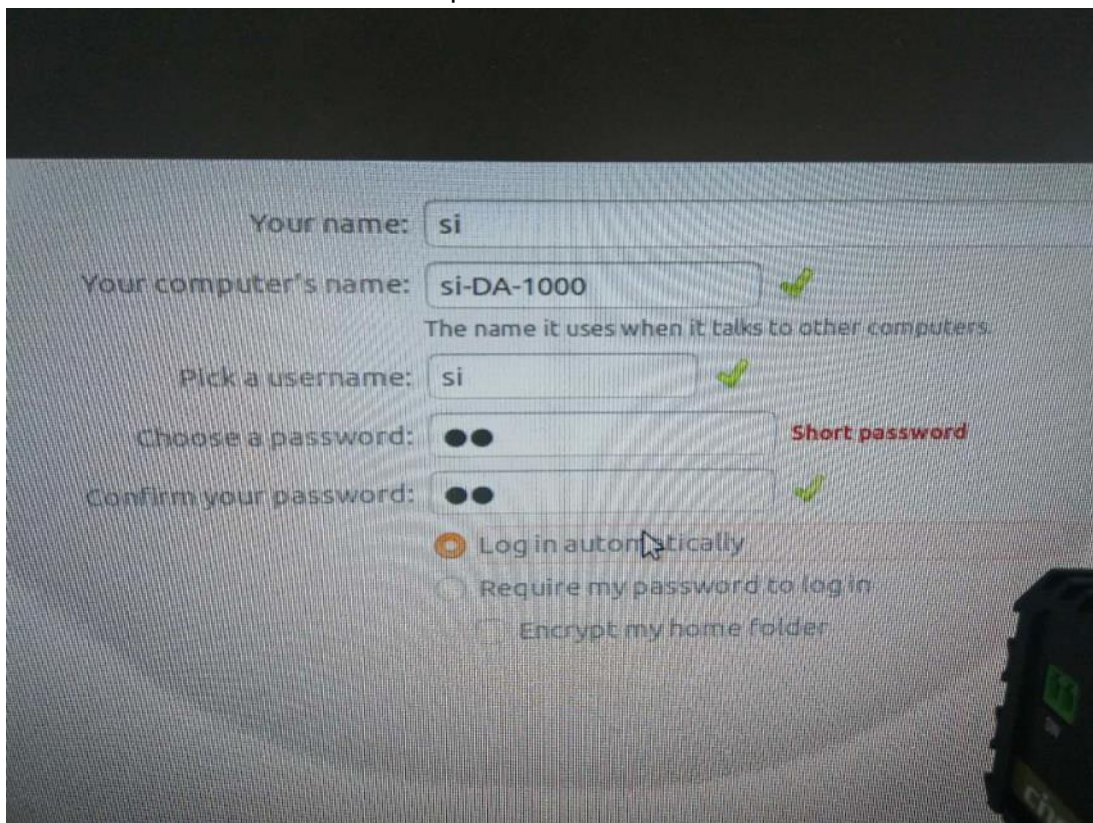 Your name: si
Your computer's name: si-DA-1000
The name it uses when it talks to other computers.
Pick a username: si
Choose a password: ●● Short password
Confirm your password: ●●
Log in automatically
Require my password to log in
Encrypt my home folder